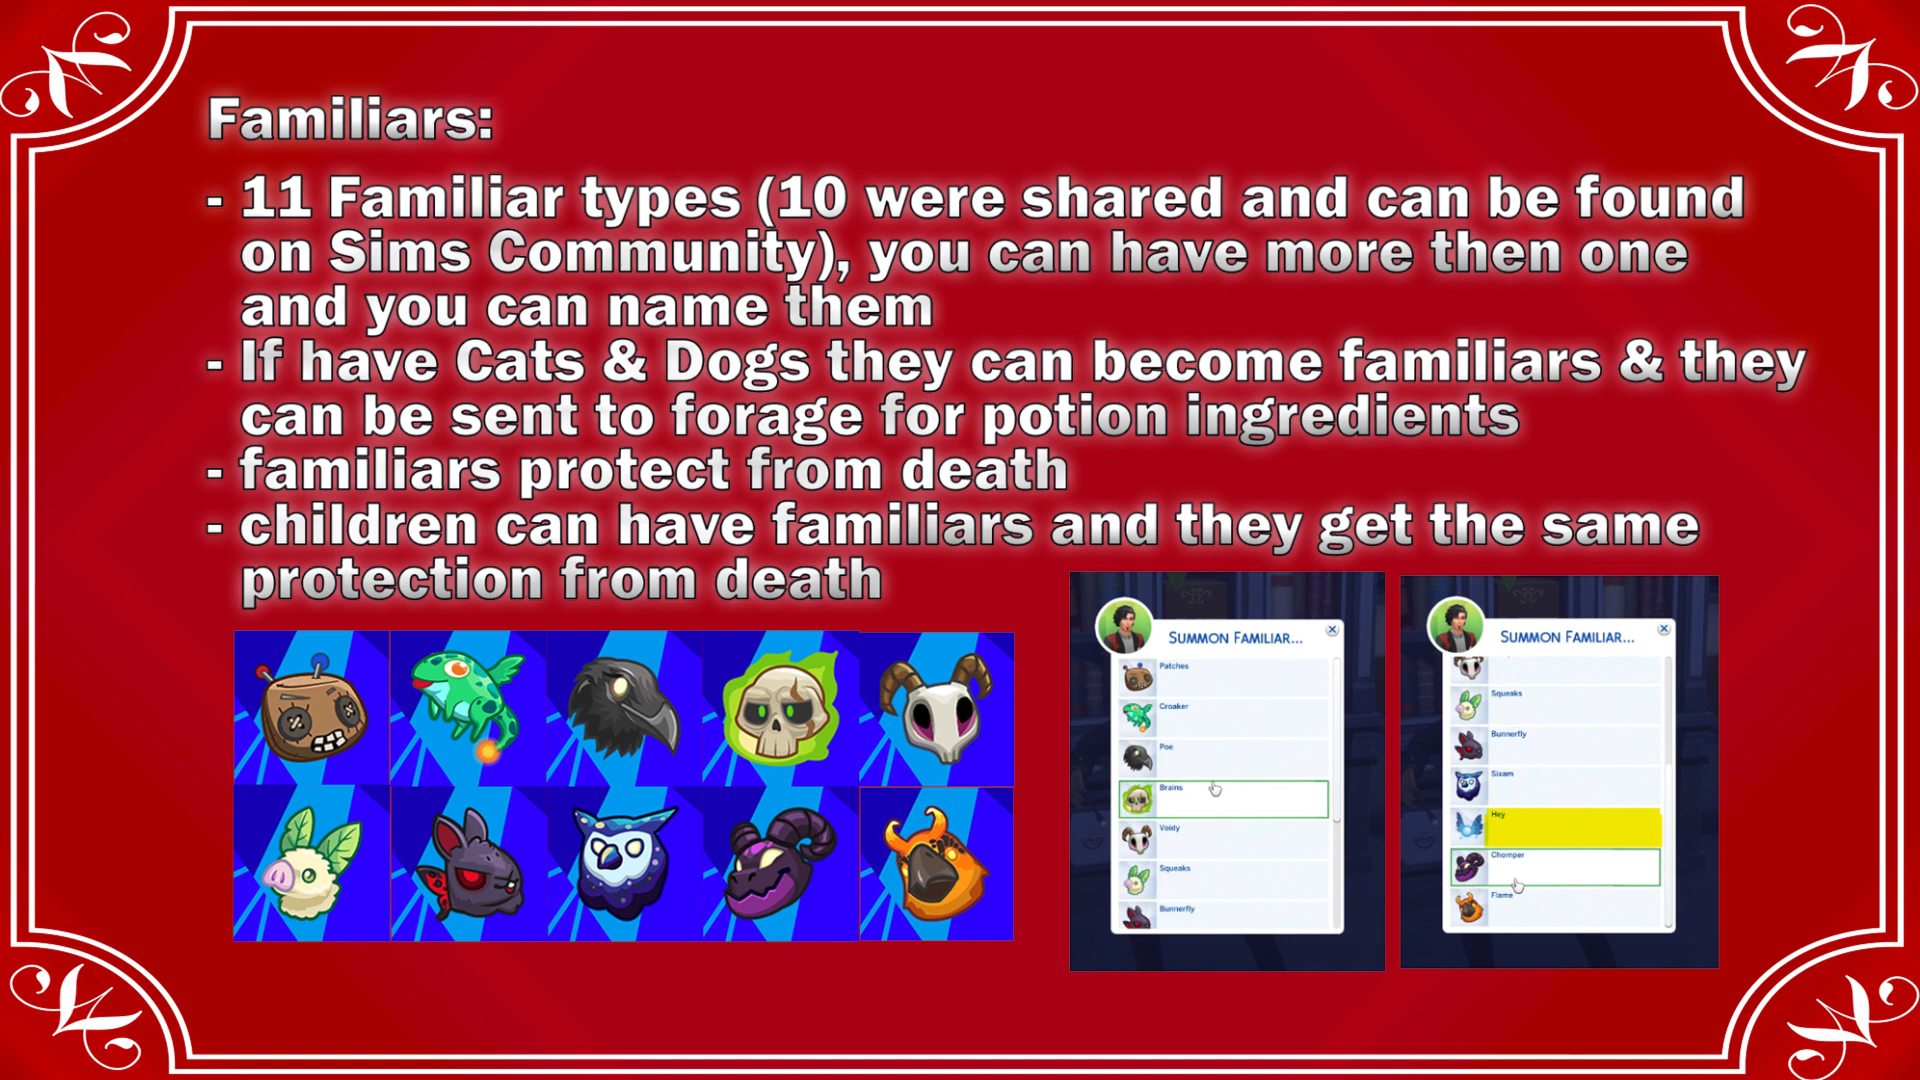 Familiars:
- 11 Familiar types (10 were shared and can be found
on Sims Community), you can have more then one
and you can name them
- If have Cats & Dogs they can become familiars & they
can be sent to forage for potion ingredients
- familiars protect from death
- children can have familiars and they get the same
protection from death
SUMMON FAMILIAR...
Patches
Croaker
Poe
Brains
Voidy
Squeaks
Bunnerfly
SUMMON FAMILIAR...
Squeaks
Bunnerfly
Sixam
Hey
Chomper
Flame